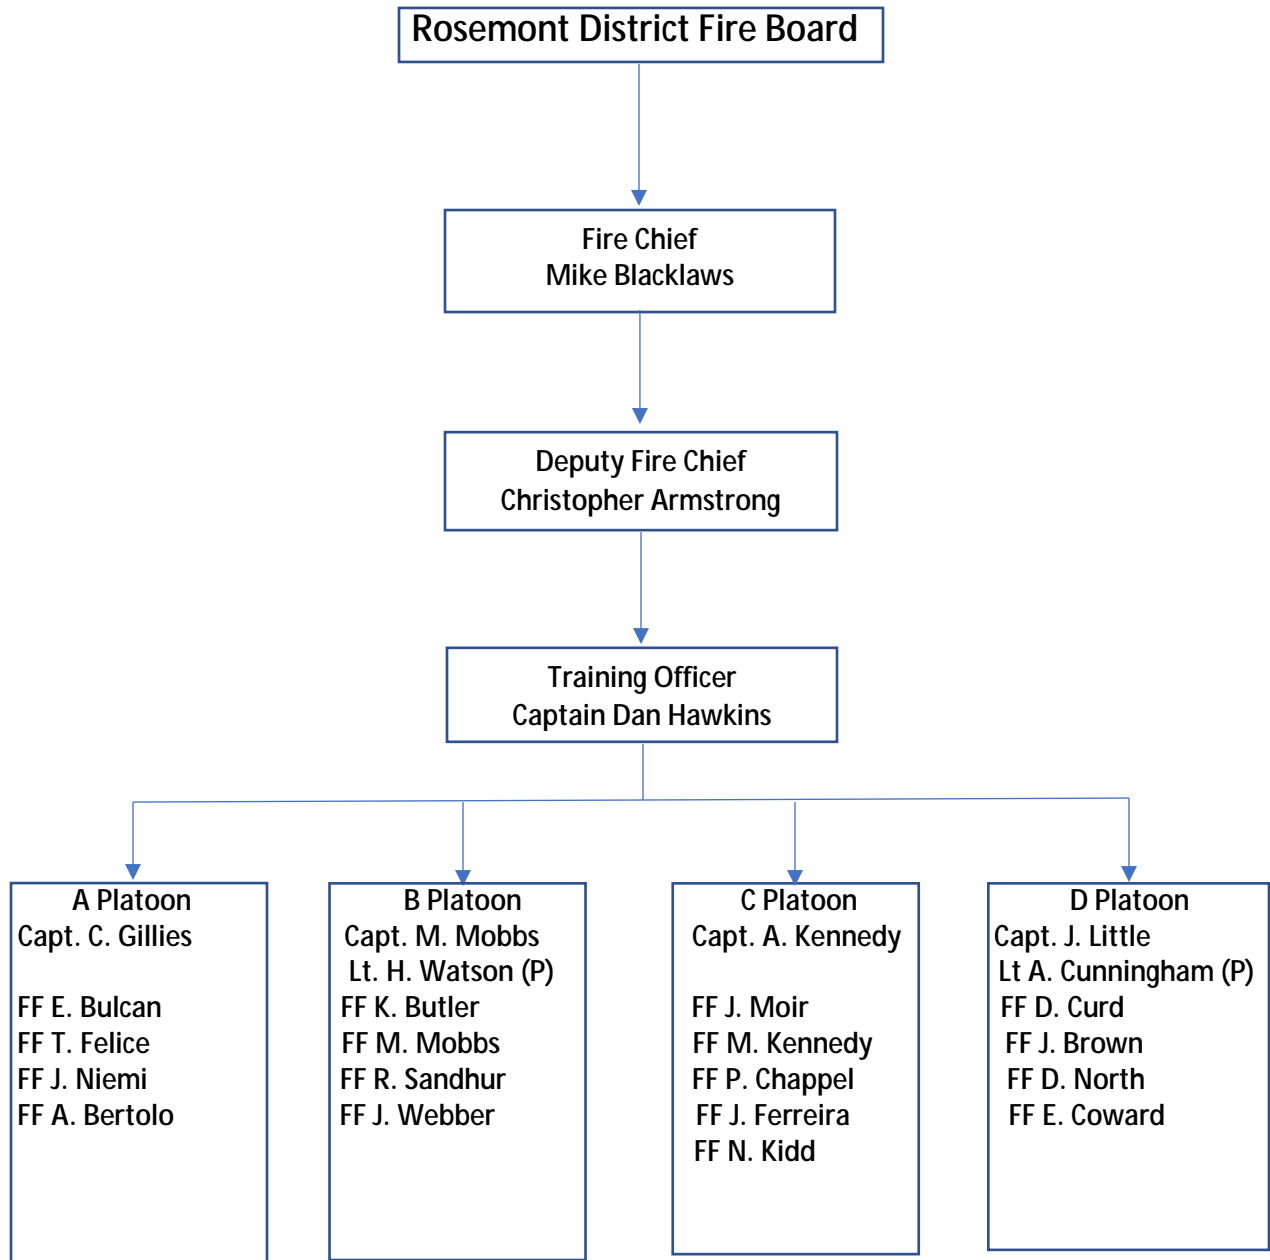 Rosemont District Fire Board
Fire Chief
Mike Blacklaws
Deputy Fire Chief
Christopher Armstrong
Training Officer
Captain Dan Hawkins
A Platoon
Capt. C. Gillies
FF E. Bulcan
FF T. Felice
FF J. Niemi
FF A. Bertolo
B Platoon
Capt. M. Mobbs
Lt. H. Watson (P)
FF K. Butler
FF M. Mobbs
FF R. Sandhur
FF J. Webber
C Platoon
Capt. A. Kennedy
FF J. Moir
FF M. Kennedy
FF P. Chappel
FF J. Ferreira
FF N. Kidd
D Platoon
Capt. J. Little
Lt A. Cunningham (P)
FF D. Curd
FF J. Brown
FF D. North
FF E. Coward